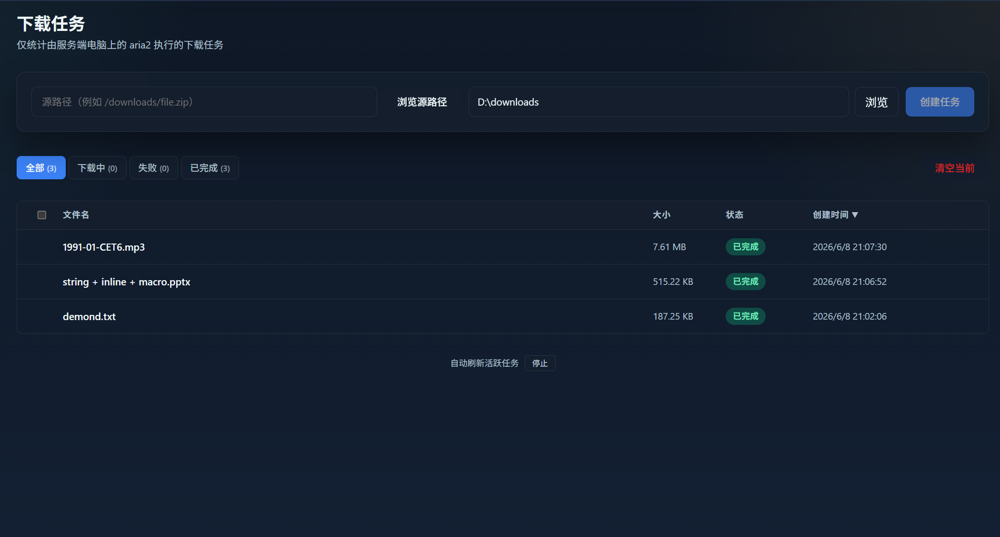 下载任务
仅统计由服务端电脑上的 aria2 执行的下载任务
源路径（例如 /downloads/file.zip） 浏览源路径 D:\downloads 浏览 创建任务
全部 (3) 下载中 (0) 失败 (0) 已完成 (3) 清空当前
文件名 大小 状态 创建时间 ▼
1991-01-CET6.mp3 7.61 MB 已完成 2026/6/8 21:07:30
string + inline + macro.pptx 515.22 KB 已完成 2026/6/8 21:06:52
demond.txt 187.25 KB 已完成 2026/6/8 21:02:06
自动刷新活跃任务 停止